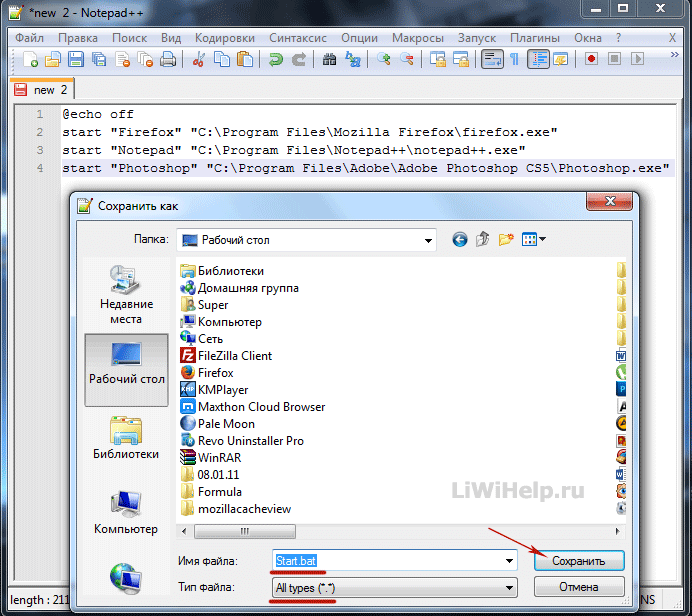 *new 2 - Notepad++
Файл Правка Поиск Вид Кодировки Синтаксис Опции Макросы Запуск Плагины Окна ? X
new 2
1 @echo off
2 start "Firefox" "C:\Program Files\Mozilla Firefox\firefox.exe"
3 start "Notepad" "C:\Program Files\Notepad++\notepad++.exe"
4 start "Photoshop" "C:\Program Files\Adobe\Adobe Photoshop CS5\Photoshop.exe"
Сохранить как
Папка: Рабочий стол
Недавние
места
Рабочий стол
Библиотеки
Компьютер
Библиотеки
Домашняя группа
Super
Компьютер
Сеть
FileZilla Client
Firefox
KMPlayer
Maxthon Cloud Browser
Pale Moon
Revo Uninstaller Pro
WinRAR
08.01.11
Formula
mozillacacheview
LiWiHelp.ru
Имя файла: Start.bat Сохранить
Тип файла: All types (*.*) Отмена
length : 211 NS